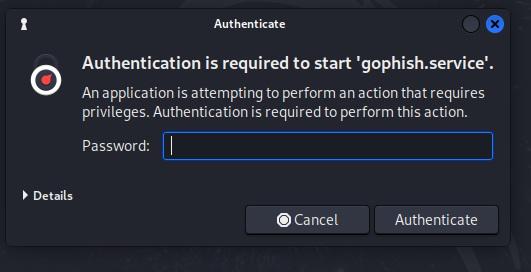 Authenticate
Authentication is required to start 'gophish.service'.
An application is attempting to perform an action that requires
privileges. Authentication is required to perform this action.
Password:
Details
Cancel Authenticate